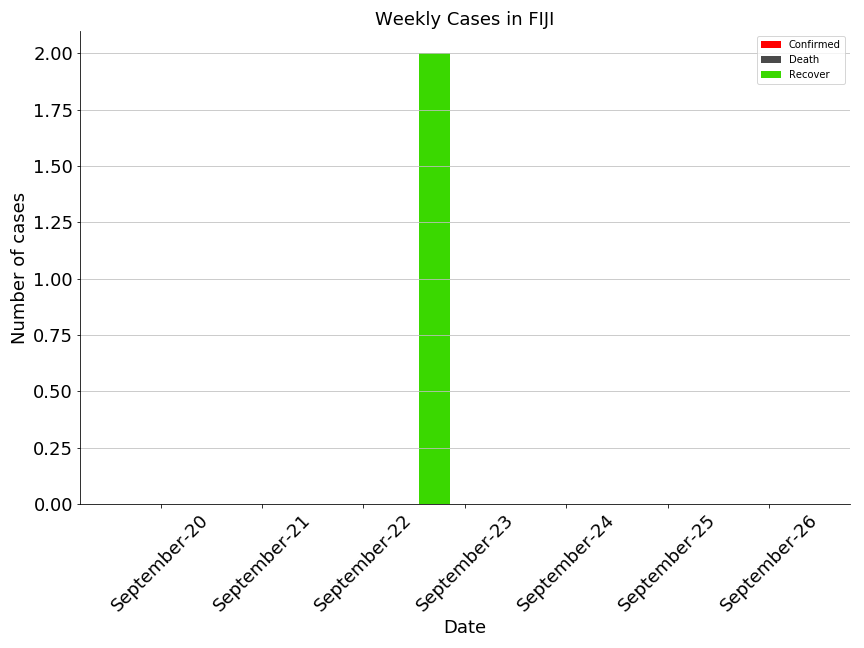 Weekly Cases in FIJI
Confirmed
Death
Recover
Number of cases
2.00
1.75
1.50
1.25
1.00
0.75
0.50
0.25
0.00
September-20
September-21
September-22
September-23
September-24
September-25
September-26
Date